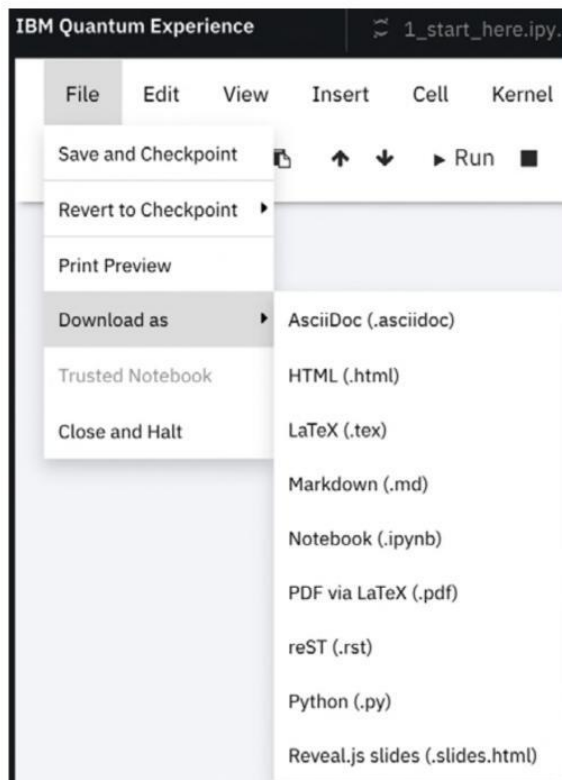 IBM Quantum Experience 1_start_here.ipy.
File Edit View Insert Cell Kernel
Save and Checkpoint
Run
Revert to Checkpoint
Print Preview
Download as
Trusted Notebook
Close and Halt
AsciiDoc (.asciidoc)
HTML (.html)
LaTeX (.tex)
Markdown (.md)
Notebook (.ipynb)
PDF via LaTeX (.pdf)
reST (.rst)
Python (.py)
Reveal.js slides (.slides.html)